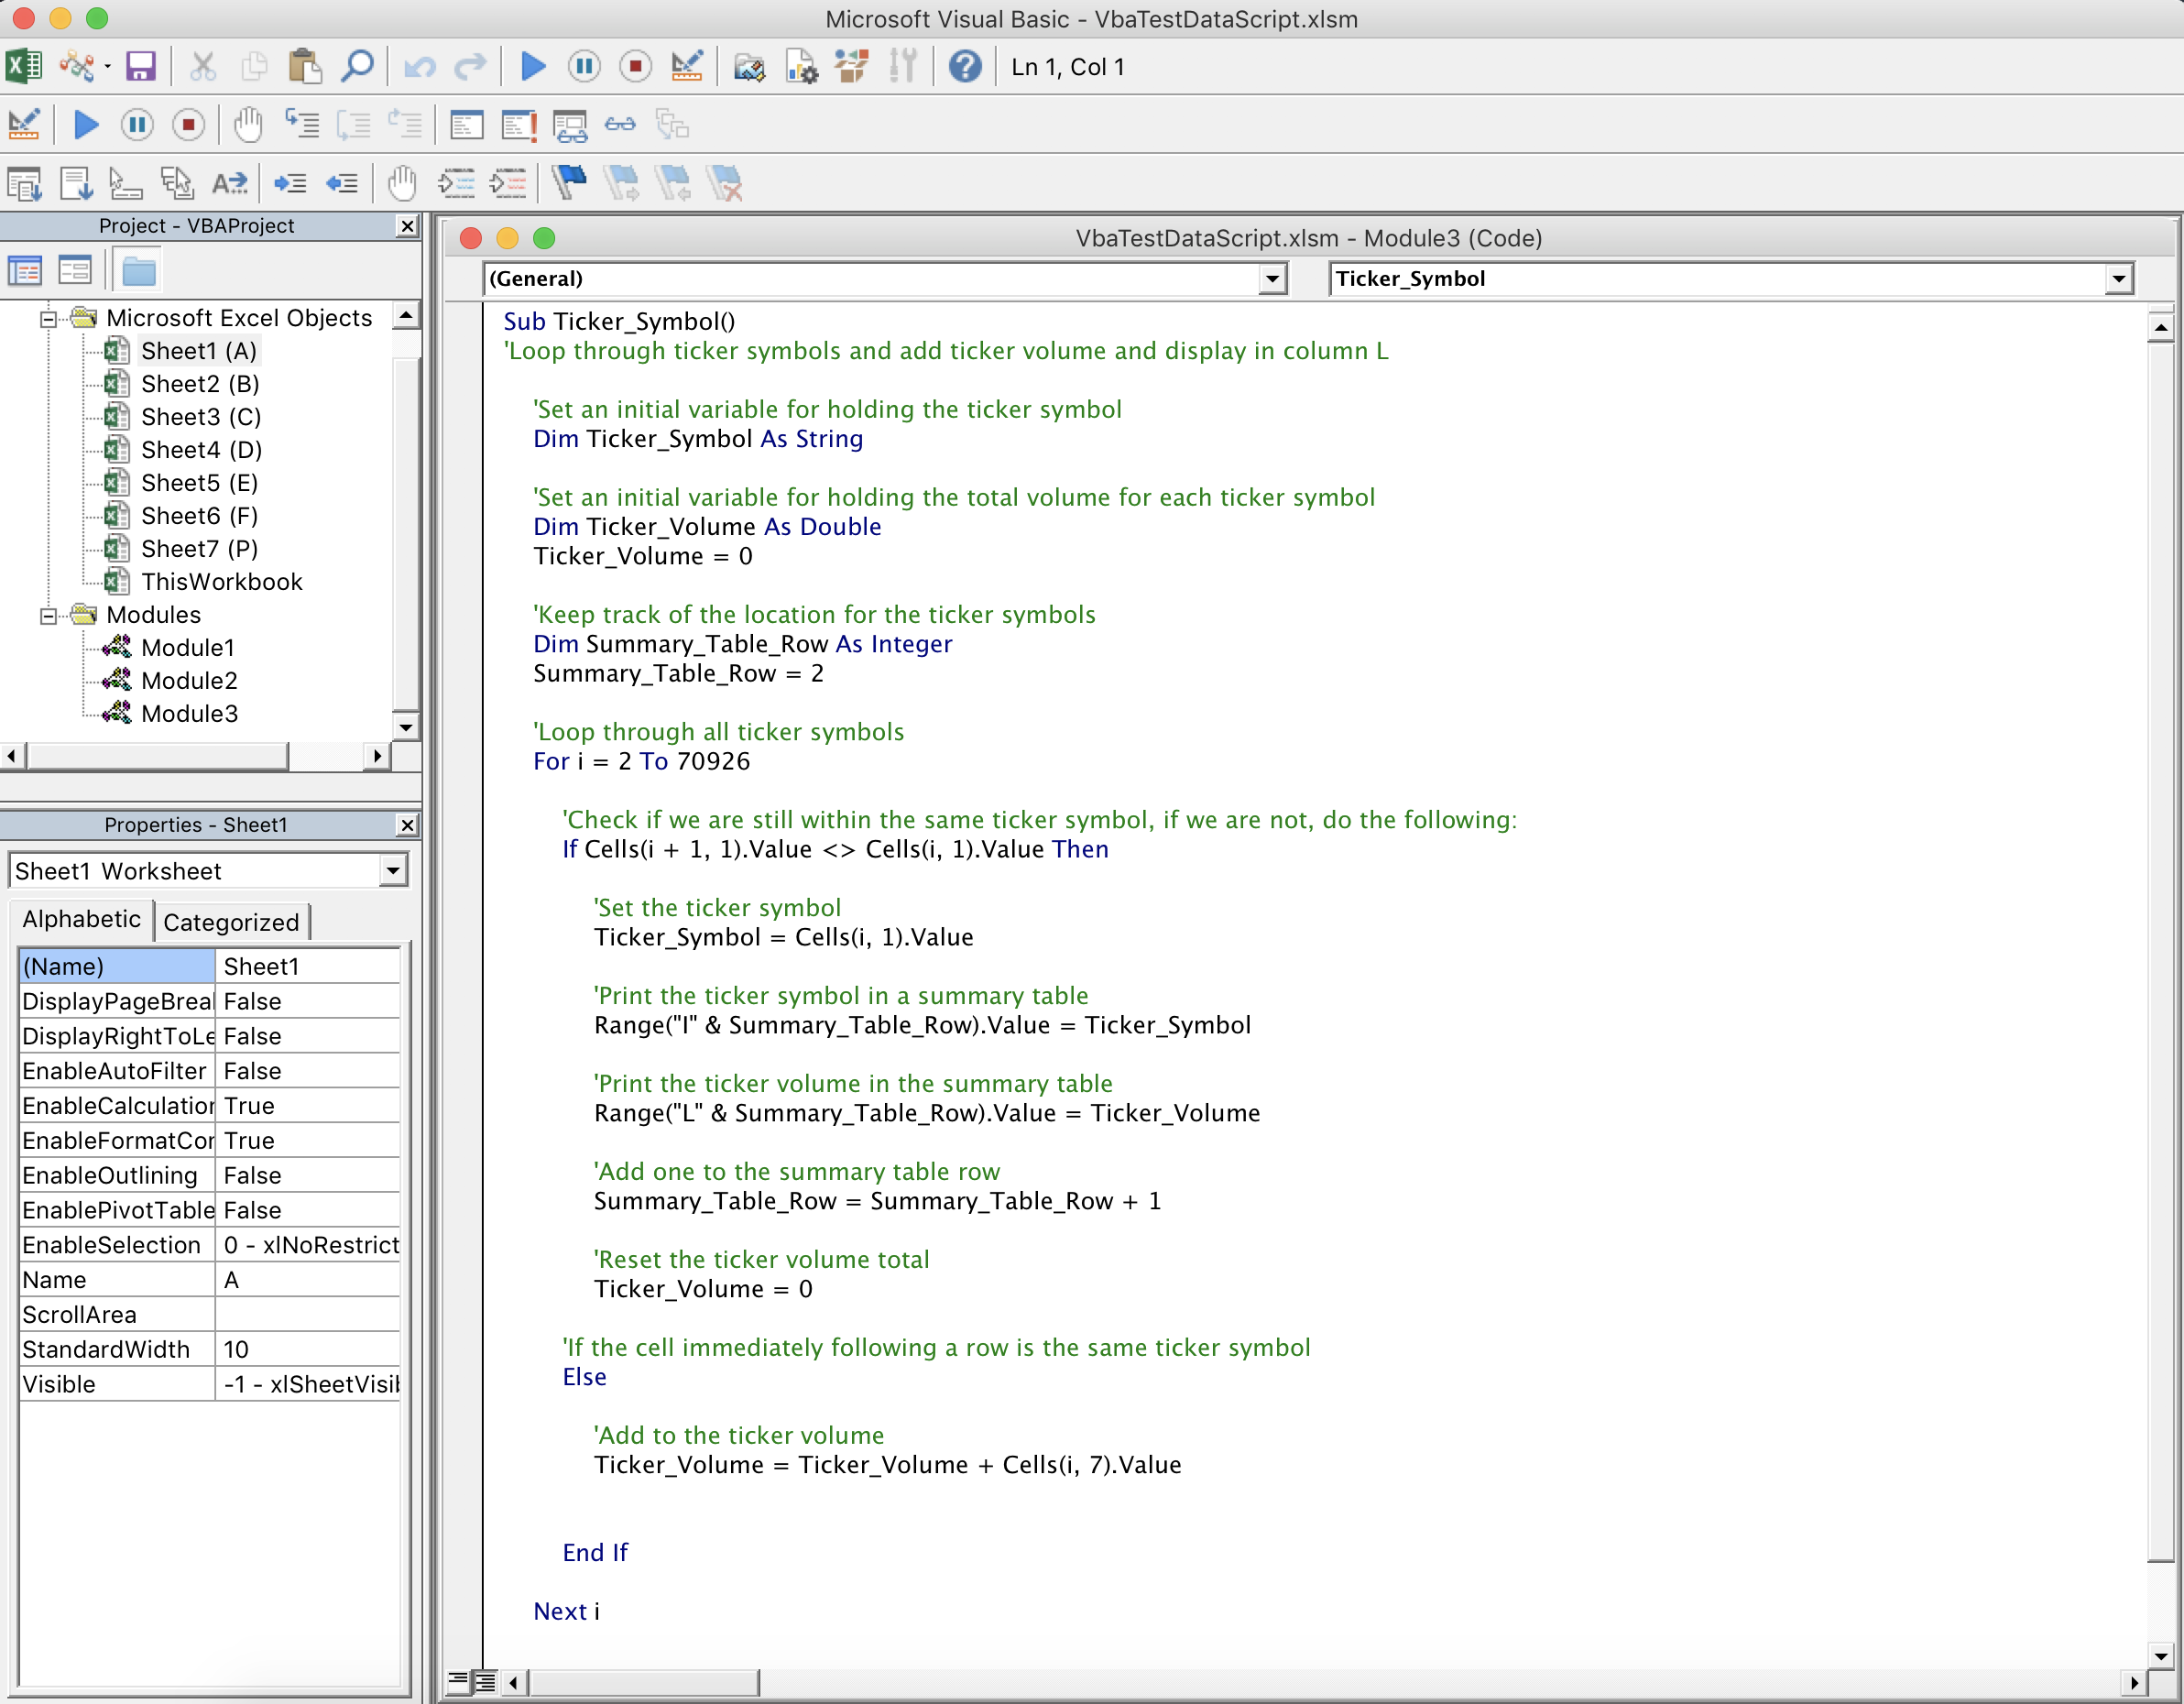 Microsoft Visual Basic - VbaTestDataScript.xlsm
Ln 1, Col 1
Project - VBAProject
Microsoft Excel Objects
Sheet1 (A)
Sheet2 (B)
Sheet3 (C)
Sheet4 (D)
Sheet5 (E)
Sheet6 (F)
Sheet7 (P)
ThisWorkbook
Modules
Module1
Module2
Module3
Properties - Sheet1
Sheet1 Worksheet
Alphabetic Categorized
(Name) Sheet1
DisplayPageBreal False
DisplayRightToLe False
EnableAutoFilter False
EnableCalculation True
EnableFormatCor True
EnableOutlining False
EnablePivotTable False
EnableSelection 0 - xlNoRestrict
Name A
ScrollArea
StandardWidth 10
Visible -1 - xlSheetVisib
VbaTestDataScript.xlsm - Module3 (Code)
(General) Ticker_Symbol
Sub Ticker_Symbol()
'Loop through ticker symbols and add ticker volume and display in column L
'Set an initial variable for holding the ticker symbol
Dim Ticker_Symbol As String
'Set an initial variable for holding the total volume for each ticker symbol
Dim Ticker_Volume As Double
Ticker_Volume = 0
'Keep track of the location for the ticker symbols
Dim Summary_Table_Row As Integer
Summary_Table_Row = 2
'Loop through all ticker symbols
For i = 2 To 70926
'Check if we are still within the same ticker symbol, if we are not, do the following:
If Cells(i + 1, 1).Value <> Cells(i, 1).Value Then
'Set the ticker symbol
Ticker_Symbol = Cells(i, 1).Value
'Print the ticker symbol in a summary table
Range("I" & Summary_Table_Row).Value = Ticker_Symbol
'Print the ticker volume in the summary table
Range("L" & Summary_Table_Row).Value = Ticker_Volume
'Add one to the summary table row
Summary_Table_Row = Summary_Table_Row + 1
'Reset the ticker volume total
Ticker_Volume = 0
'If the cell immediately following a row is the same ticker symbol
Else
'Add to the ticker volume
Ticker_Volume = Ticker_Volume + Cells(i, 7).Value
End If
Next i